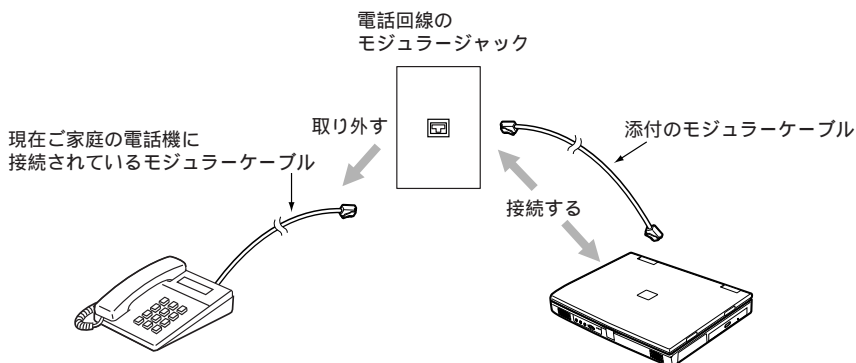 電話回線の
モジュラージャック
取り外す
現在ご家庭の電話機に
接続されているモジュラーケーブル
添付のモジュラーケーブル
接続する